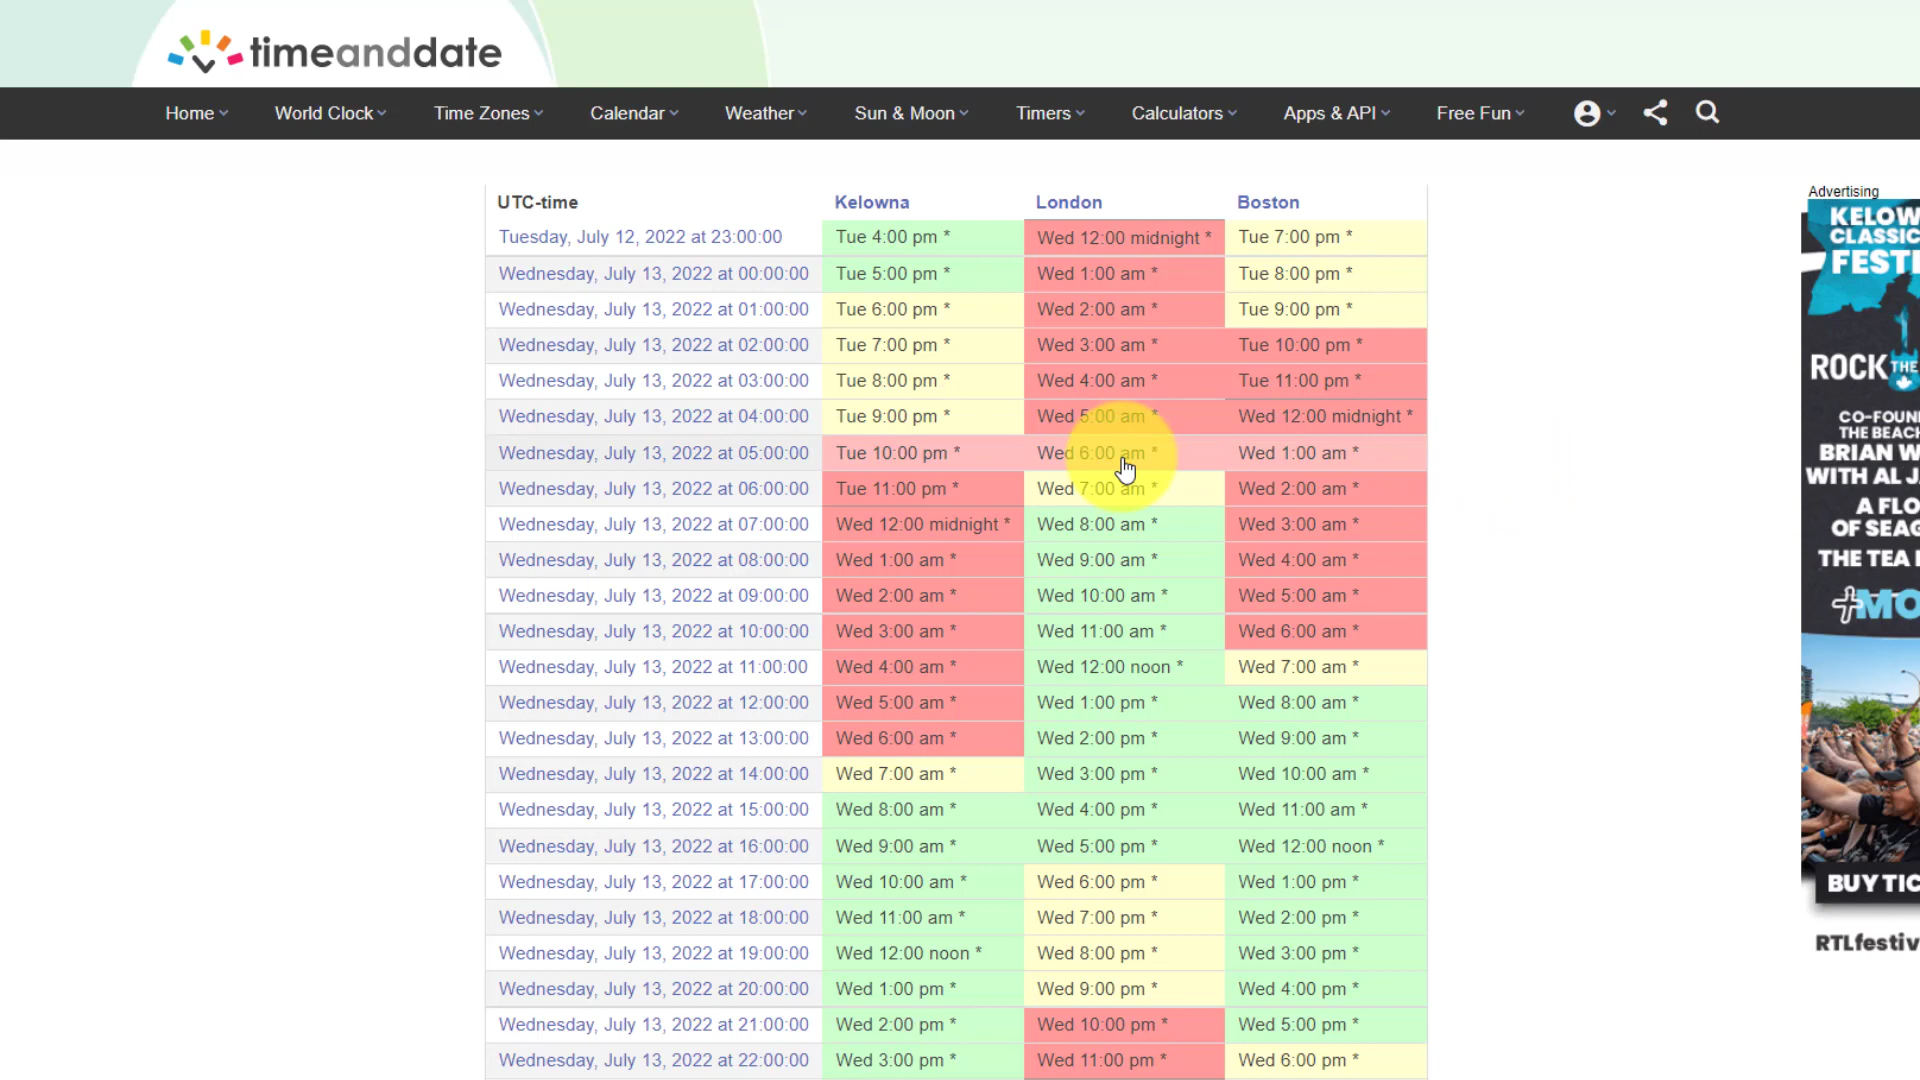 timeanddate
Home World Clock Time Zones Calendar Weather Sun & Moon Timers Calculators Apps & API Free Fun
UTC-time Kelowna London Boston
Tuesday, July 12, 2022 at 23:00:00 Tue 4:00 pm * Wed 12:00 midnight * Tue 7:00 pm *
Wednesday, July 13, 2022 at 00:00:00 Tue 5:00 pm * Wed 1:00 am * Tue 8:00 pm *
Wednesday, July 13, 2022 at 01:00:00 Tue 6:00 pm * Wed 2:00 am * Tue 9:00 pm *
Wednesday, July 13, 2022 at 02:00:00 Tue 7:00 pm * Wed 3:00 am * Tue 10:00 pm *
Wednesday, July 13, 2022 at 03:00:00 Tue 8:00 pm * Wed 4:00 am * Tue 11:00 pm *
Wednesday, July 13, 2022 at 04:00:00 Tue 9:00 pm * Wed 5:00 am * Wed 12:00 midnight *
Wednesday, July 13, 2022 at 05:00:00 Tue 10:00 pm * Wed 6:00 am * Wed 1:00 am *
Wednesday, July 13, 2022 at 06:00:00 Tue 11:00 pm * Wed 7:00 am * Wed 2:00 am *
Wednesday, July 13, 2022 at 07:00:00 Wed 12:00 midnight * Wed 8:00 am * Wed 3:00 am *
Wednesday, July 13, 2022 at 08:00:00 Wed 1:00 am * Wed 9:00 am * Wed 4:00 am *
Wednesday, July 13, 2022 at 09:00:00 Wed 2:00 am * Wed 10:00 am * Wed 5:00 am *
Wednesday, July 13, 2022 at 10:00:00 Wed 3:00 am * Wed 11:00 am * Wed 6:00 am *
Wednesday, July 13, 2022 at 11:00:00 Wed 4:00 am * Wed 12:00 noon * Wed 7:00 am *
Wednesday, July 13, 2022 at 12:00:00 Wed 5:00 am * Wed 1:00 pm * Wed 8:00 am *
Wednesday, July 13, 2022 at 13:00:00 Wed 6:00 am * Wed 2:00 pm * Wed 9:00 am *
Wednesday, July 13, 2022 at 14:00:00 Wed 7:00 am * Wed 3:00 pm * Wed 10:00 am *
Wednesday, July 13, 2022 at 15:00:00 Wed 8:00 am * Wed 4:00 pm * Wed 11:00 am *
Wednesday, July 13, 2022 at 16:00:00 Wed 9:00 am * Wed 5:00 pm * Wed 12:00 noon *
Wednesday, July 13, 2022 at 17:00:00 Wed 10:00 am * Wed 6:00 pm * Wed 1:00 pm *
Wednesday, July 13, 2022 at 18:00:00 Wed 11:00 am * Wed 7:00 pm * Wed 2:00 pm *
Wednesday, July 13, 2022 at 19:00:00 Wed 12:00 noon * Wed 8:00 pm * Wed 3:00 pm *
Wednesday, July 13, 2022 at 20:00:00 Wed 1:00 pm * Wed 9:00 pm * Wed 4:00 pm *
Wednesday, July 13, 2022 at 21:00:00 Wed 2:00 pm * Wed 10:00 pm * Wed 5:00 pm *
Wednesday, July 13, 2022 at 22:00:00 Wed 3:00 pm * Wed 11:00 pm * Wed 6:00 pm *
Advertising
KELOW
CLASSIC
FESTI
ROCK THE
CO-FOUN
THE BEACH
BRIAN W
WITH AL J
A FLO
OF SEAG
THE TEA
MO
BUY TIC
RTLfestiv